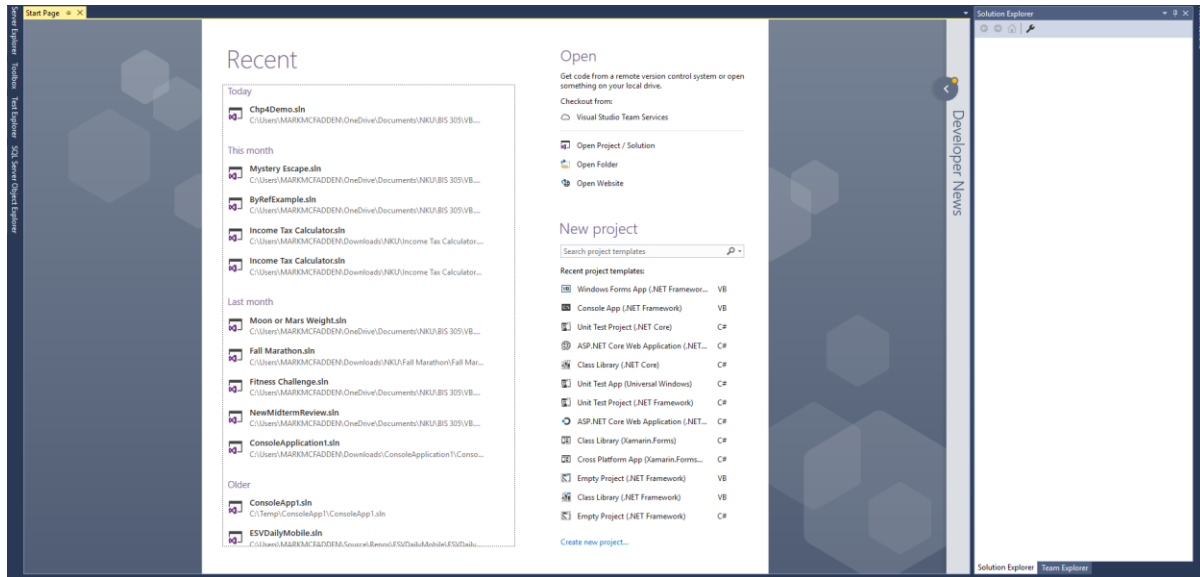 Server Explorer
Toolbox
Test Explorer
SQL Server Object Explorer
Start Page
Recent
Today
Chp4Demo.sln
C:\Users\MARKMCFADDEN\OneDrive\Documents\NKU\BIS 305\VB....
This month
Mystery Escape.sln
C:\Users\MARKMCFADDEN\OneDrive\Documents\NKU\BIS 305\VB....
ByRefExample.sln
C:\Users\MARKMCFADDEN\OneDrive\Documents\NKU\BIS 305\VB....
Income Tax Calculator.sln
C:\Users\MARKMCFADDEN\Downloads\NKU\Income Tax Calculator....
Income Tax Calculator.sln
C:\Users\MARKMCFADDEN\Downloads\NKU\Income Tax Calculator...
Last month
Moon or Mars Weight.sln
C:\Users\MARKMCFADDEN\OneDrive\Documents\NKU\BIS 305\VB....
Fall Marathon.sln
C:\Users\MARKMCFADDEN\Downloads\NKU\Fall Marathon\Fall Mar...
Fitness Challenge.sln
C:\Users\MARKMCFADDEN\OneDrive\Documents\NKU\BIS 305\VB....
NewMidtermReview.sln
C:\Users\MARKMCFADDEN\OneDrive\Documents\NKU\BIS 305\VB....
ConsoleApplication1.sln
C:\Users\MARKMCFADDEN\Downloads\ConsoleApplication1\Conso...
Older
ConsoleApp1.sln
C:\Temp\ConsoleApp1\ConsoleApp1.sln
ESVDailyMobile.sln
C:\Users\MARKMCFADDEN\Source\Repos\ESVDailyMobile\ESVDaily...
Open
Get code from a remote version control system or open
something on your local drive.
Checkout from:
Visual Studio Team Services
Open Project / Solution
Open Folder
Open Website
New project
Search project templates
Recent project templates:
Windows Forms App (.NET Framewor... VB
Console App (.NET Framework) VB
Unit Test Project (.NET Core) C#
ASP.NET Core Web Application (.NET... C#
Class Library (.NET Core) C#
Unit Test App (Universal Windows) C#
Unit Test Project (.NET Framework) C#
ASP.NET Core Web Application (.NET... C#
Class Library (Xamarin.Forms) C#
Cross Platform App (Xamarin.Forms... C#
Empty Project (.NET Framework) VB
Class Library (.NET Framework) VB
Empty Project (.NET Framework) C#
Create new project...
Developer News
Solution Explorer
Solution Explorer
Team Explorer